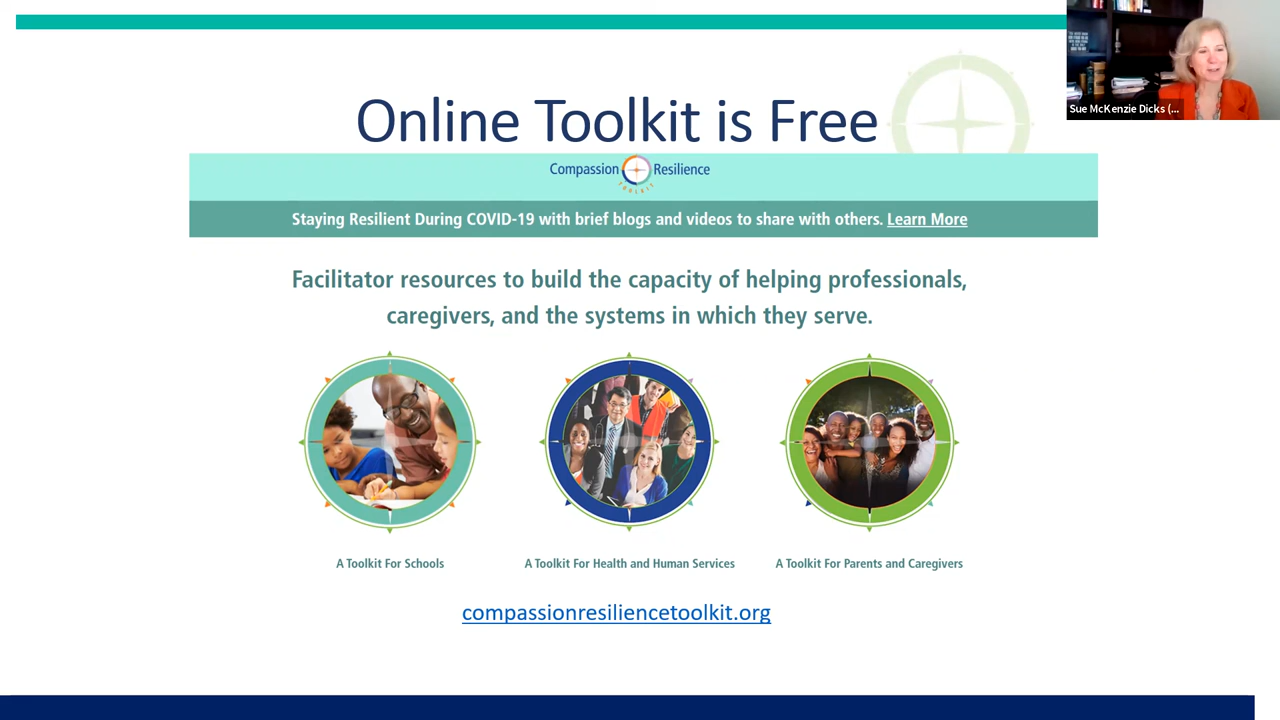 Online Toolkit is Free
Sue McKenzie Dicks (...
Compassion Resilience
TOOLKIT
Staying Resilient During COVID-19 with brief blogs and videos to share with others. Learn More
Facilitator resources to build the capacity of helping professionals,
caregivers, and the systems in which they serve.
A Toolkit For Schools
A Toolkit For Health and Human Services
A Toolkit For Parents and Caregivers
compassionresiliencetoolkit.org